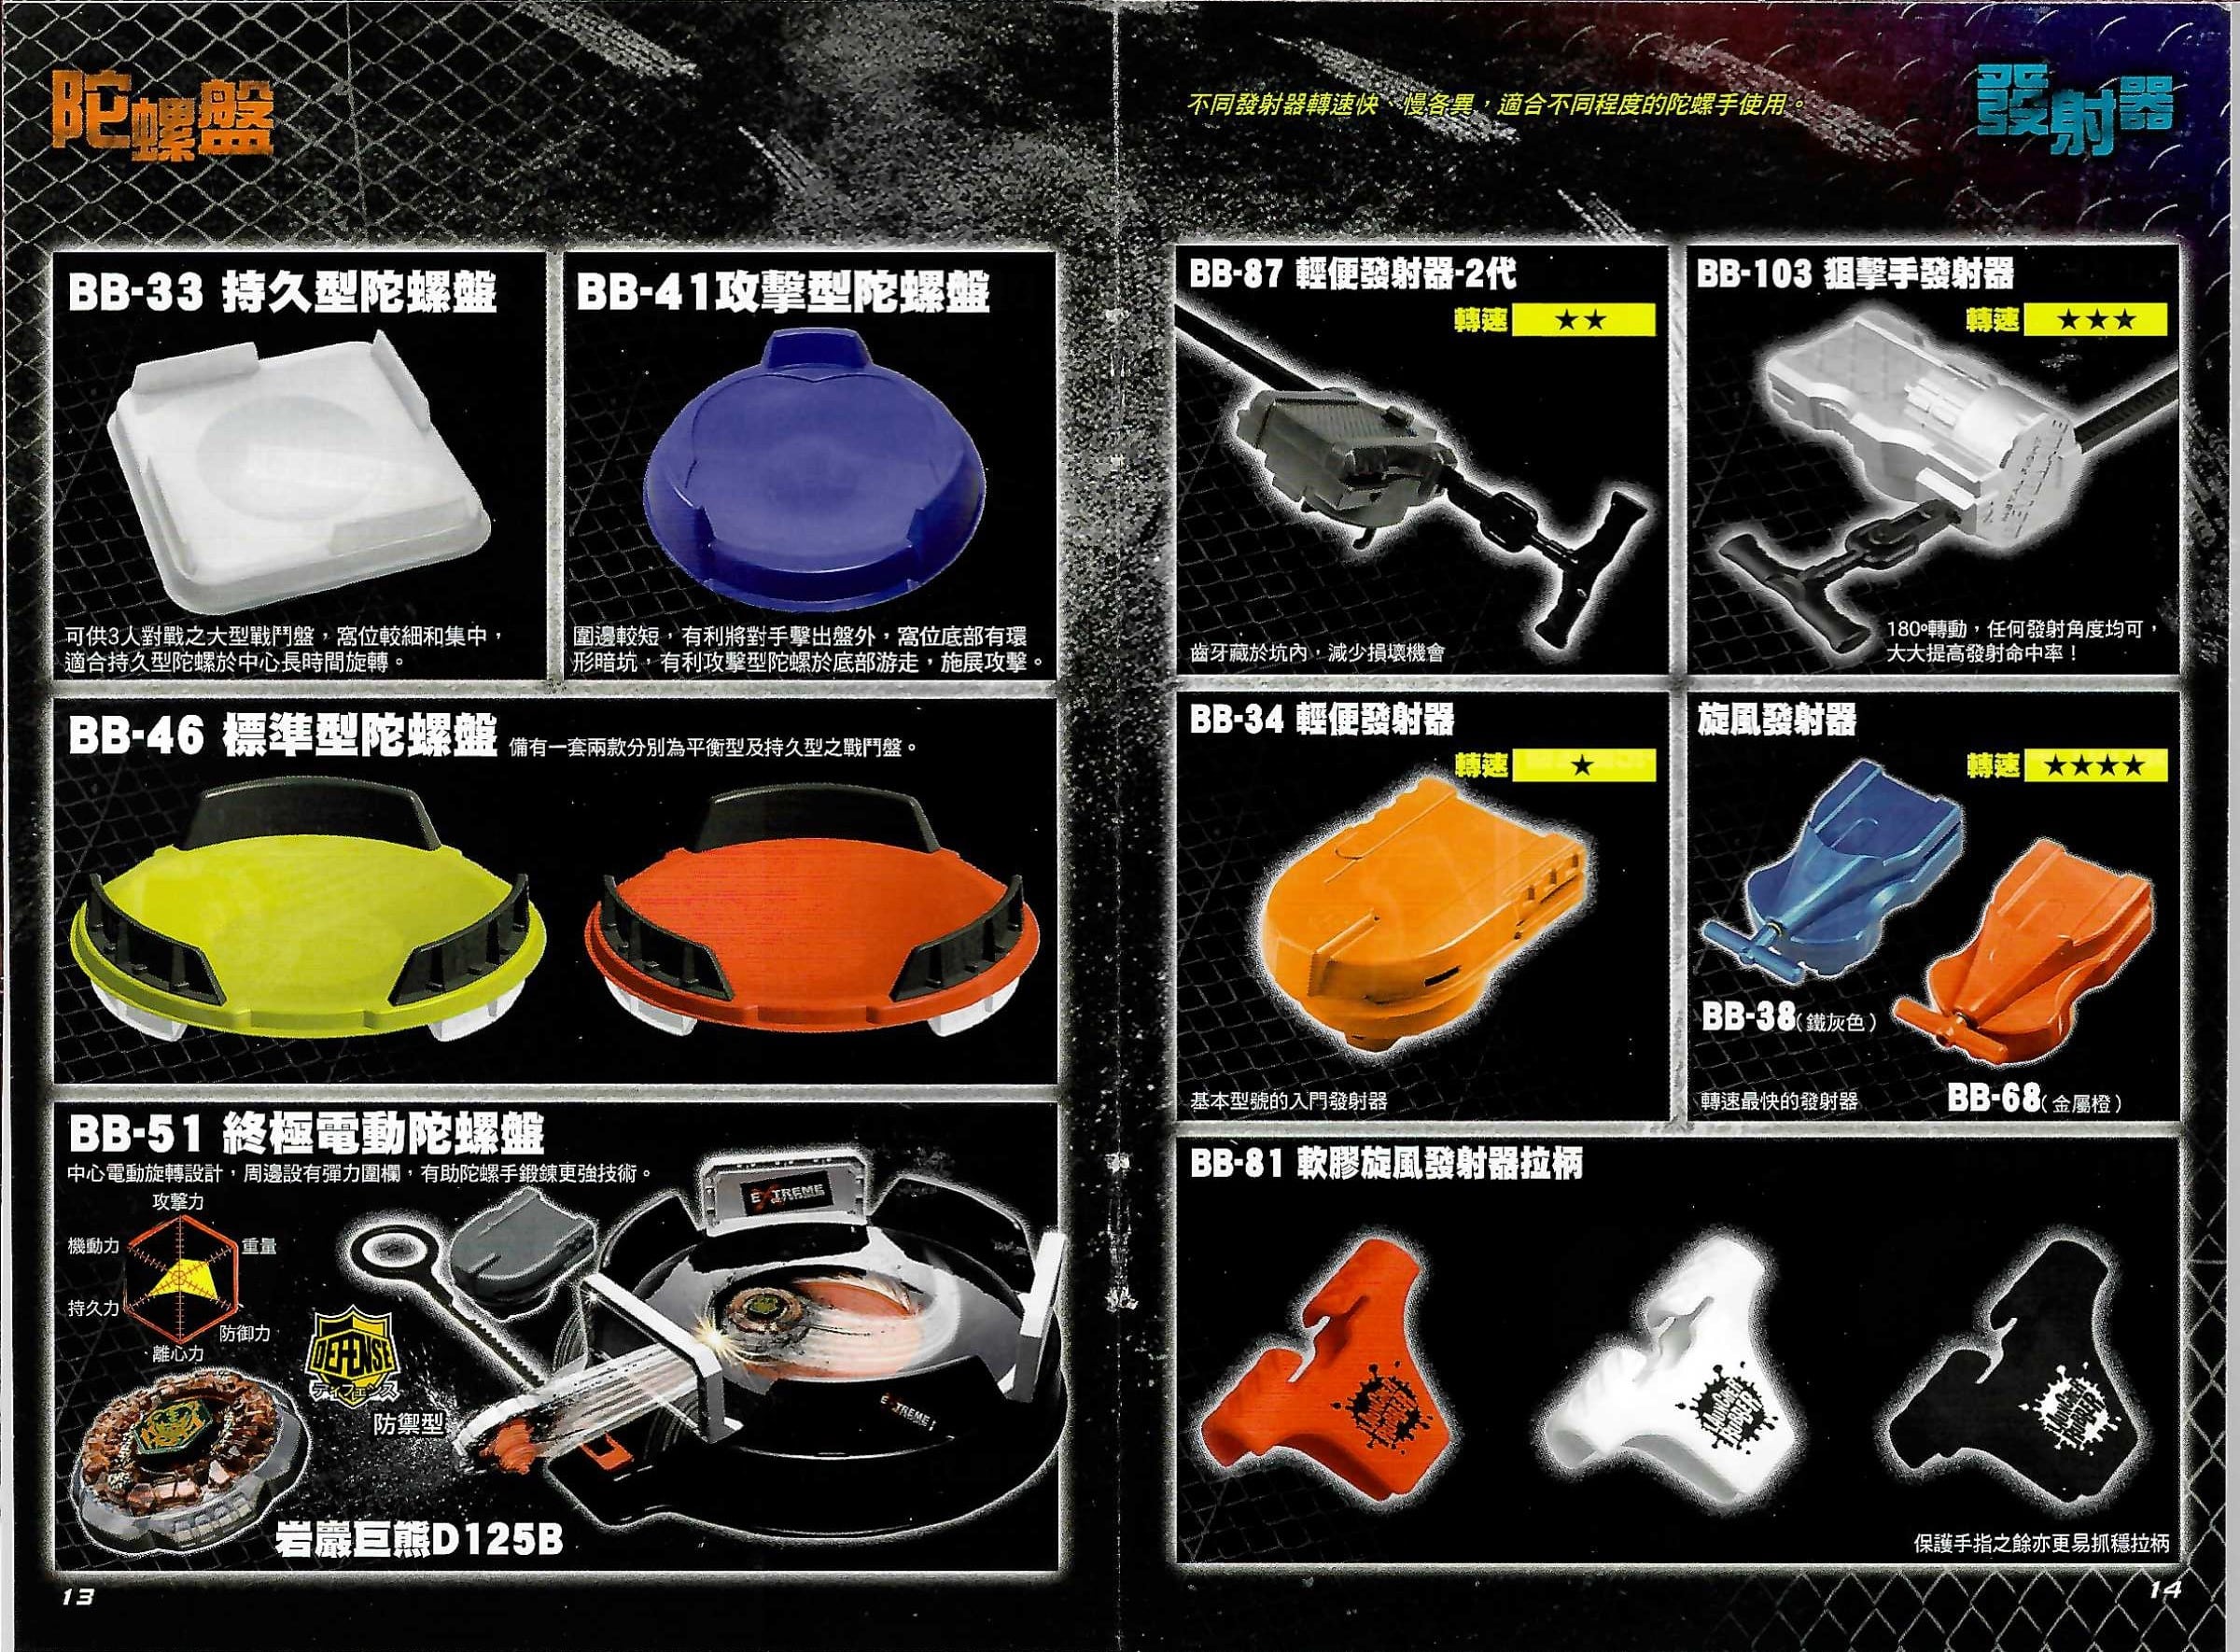 陀螺盤
BB-33 持久型陀螺盤
可供3人對戰之大型戰鬥盤，窩位較細和集中，
適合持久型陀螺於中心長時間旋轉。
BB-41攻擊型陀螺盤
圍邊較短，有利將對手擊出盤外，窩位底部有環
形暗坑，有利攻擊型陀螺於底部游走，施展攻擊。
BB-46 標準型陀螺盤 備有一套兩款分別為平衡型及持久型之戰鬥盤。
BB-51 終極電動陀螺盤
中心電動旋轉設計，周邊設有彈力圍欄，有助陀螺手鍛鍊更強技術。
攻擊力
機動力
重量
持久力
防御力
離心力
DEFENSE
ディフェンス
防禦型
EXTREME
EXTREME
岩巖巨熊D125B
13
不同發射器轉速快、慢各異，適合不同程度的陀螺手使用。
發射器
BB-87 輕便發射器-2代
轉速 ★★
齒牙藏於坑內，減少損壞機會
BB-103 狙擊手發射器
轉速 ★★★
180º轉動，任何發射角度均可，
大大提高發射命中率！
BB-34 輕便發射器
轉速 ★
基本型號的入門發射器
旋風發射器
轉速 ★★★★
BB-38(鐵灰色)
轉速最快的發射器
BB-68(金屬橙)
BB-81 軟膠旋風發射器拉柄
保護手指之餘亦更易抓穩拉柄
14